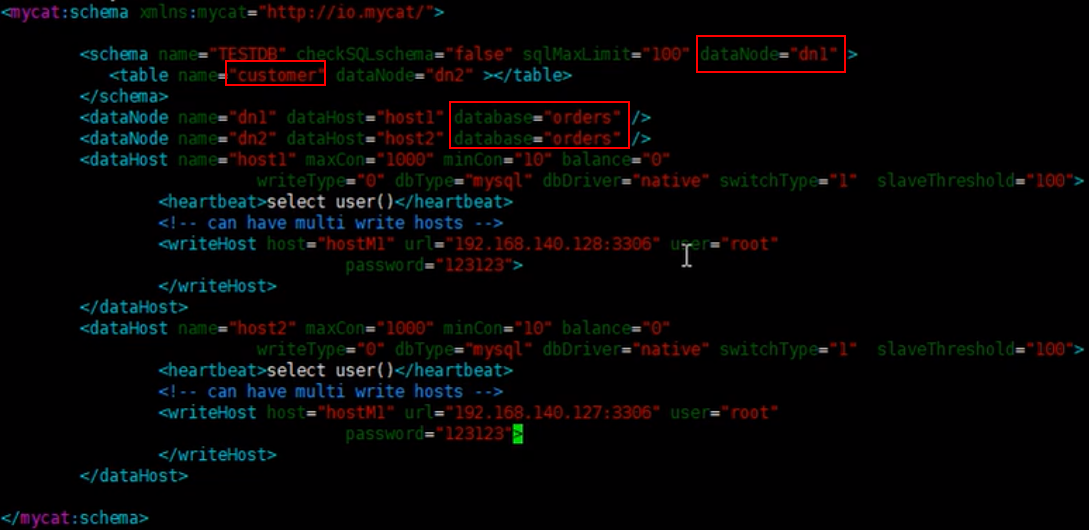 <mycat:schema xmlns:mycat="http://io.mycat/">
<schema name="TESTDB" checkSQLschema="false" sqlMaxLimit="100" dataNode="dn1" >
<table name="customer" dataNode="dn2" ></table>
</schema>
<dataNode name="dn1" dataHost="host1" database="orders" />
<dataNode name="dn2" dataHost="host2" database="orders" />
<dataHost name="host1" maxCon="1000" minCon="10" balance="0"
writeType="0" dbType="mysql" dbDriver="native" switchType="1" slaveThreshold="100">
<heartbeat>select user()</heartbeat>
<!-- can have multi write hosts -->
<writeHost host="hostM1" url="192.168.140.128:3306" user="root"
password="123123">
</writeHost>
</dataHost>
<dataHost name="host2" maxCon="1000" minCon="10" balance="0"
writeType="0" dbType="mysql" dbDriver="native" switchType="1" slaveThreshold="100">
<heartbeat>select user()</heartbeat>
<!-- can have multi write hosts -->
<writeHost host="hostM1" url="192.168.140.127:3306" user="root"
password="123123">
</writeHost>
</dataHost>
</mycat:schema>